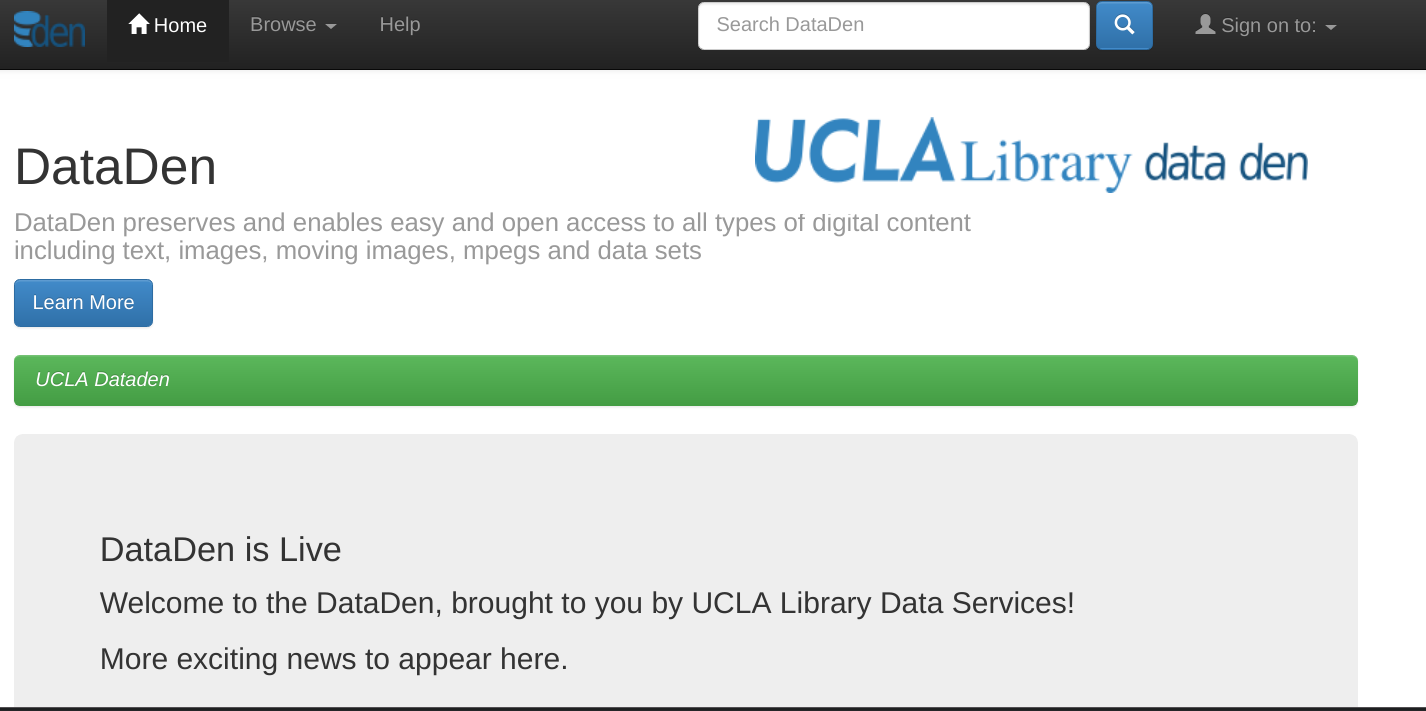 den Home Browse Help Search DataDen Sign on to:
UCLA Library data den
DataDen
DataDen preserves and enables easy and open access to all types of digital content
including text, images, moving images, mpegs and data sets
Learn More
UCLA Dataden
DataDen is Live
Welcome to the DataDen, brought to you by UCLA Library Data Services!
More exciting news to appear here.